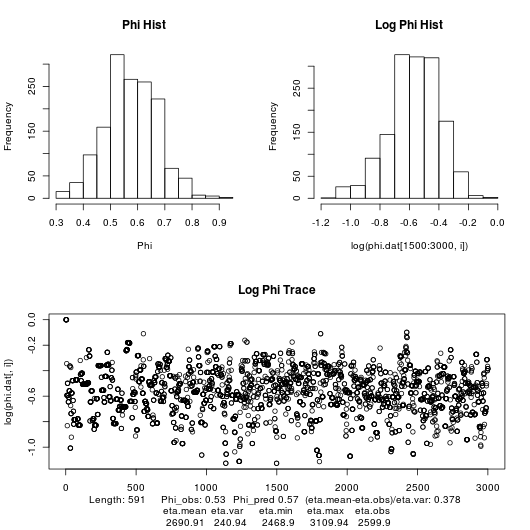 Phi Hist
Log Phi Hist
Frequency
0 50 150 250
0.3 0.4 0.5 0.6 0.7 0.8 0.9
Phi
Frequency
0 50 150 250
-1.2 -1.0 -0.8 -0.6 -0.4 -0.2 0.0
log(phi.dat[1500:3000, i])
Log Phi Trace
log(phi.dat[, i])
0.0
-0.2
-0.6
-1.0
0 500 1000 1500 2000 2500 3000
Length: 591 Phi_obs: 0.53 Phi_pred 0.57 (eta.mean-eta.obs)/eta.var: 0.378
eta.mean eta.var eta.min eta.max eta.obs
2690.91 240.94 2468.9 3109.94 2599.9